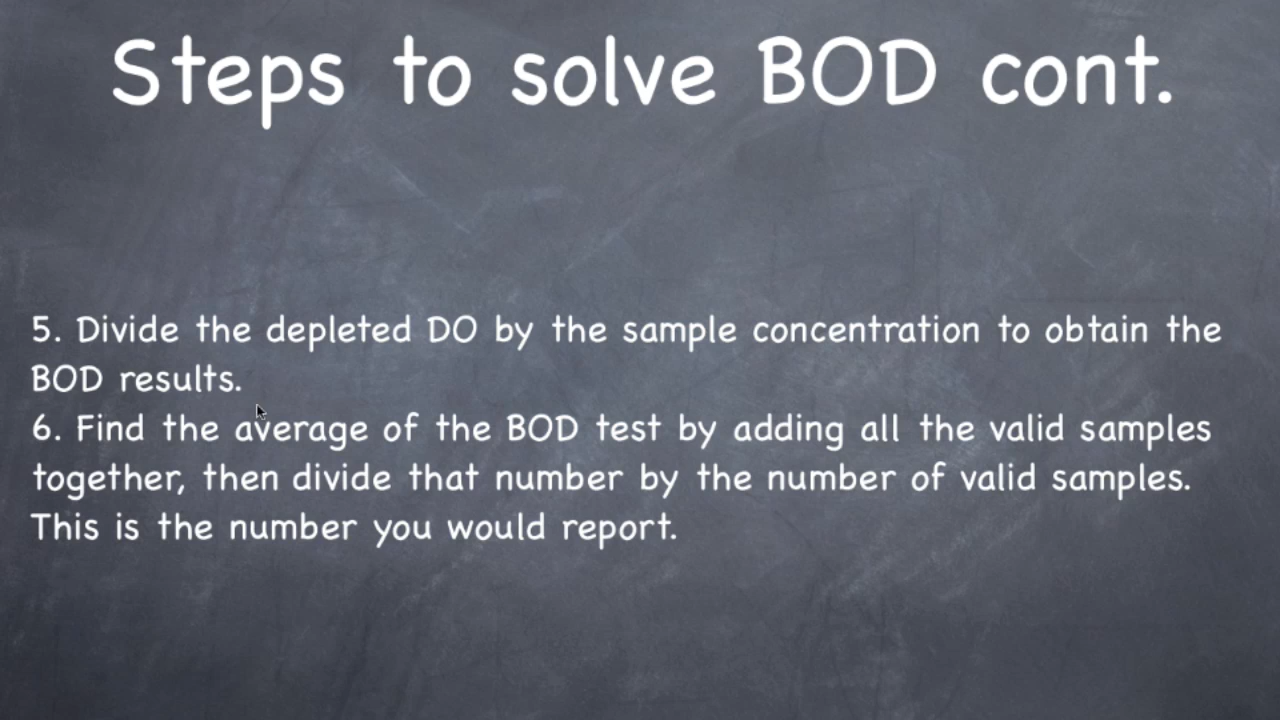 Steps to solve BOD cont.
5. Divide the depleted DO by the sample concentration to obtain the
BOD results.
6. Find the average of the BOD test by adding all the valid samples
together, then divide that number by the number of valid samples.
This is the number you would report.